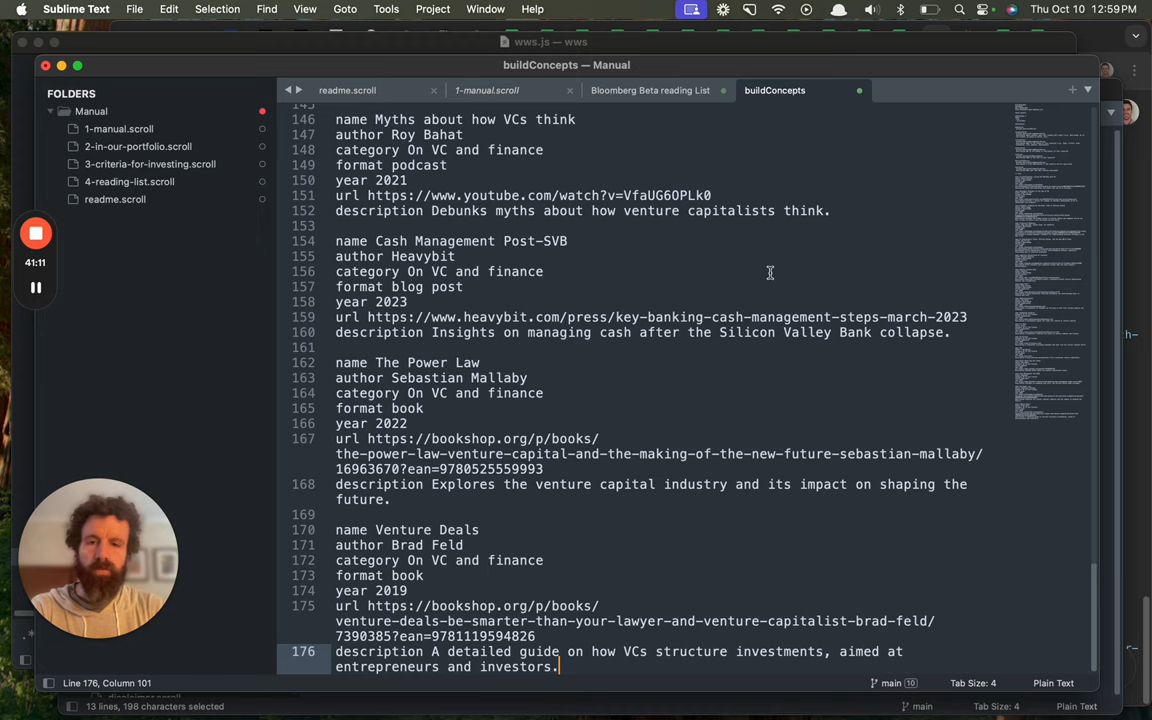 Sublime Text File Edit Selection Find View Goto Tools Project Window Help Thu Oct 10 12:59 PM
wws.js — wws
buildConcepts — Manual
FOLDERS
Manual
1-manual.scroll
2-in-our-portfolio.scroll
3-criteria-for-investing.scroll
4-reading-list.scroll
readme.scroll
41:11
readme.scroll 1-manual.scroll Bloomberg Beta reading List buildConcepts
145
146 name Myths about how VCs think
147 author Roy Bahat
148 category On VC and finance
149 format podcast
150 year 2021
151 url https://www.youtube.com/watch?v=VfaUG6OPLk0
152 description Debunks myths about how venture capitalists think.
153
154 name Cash Management Post-SVB
155 author Heavybit
156 category On VC and finance
157 format blog post
158 year 2023
159 url https://www.heavybit.com/press/key-banking-cash-management-steps-march-2023
160 description Insights on managing cash after the Silicon Valley Bank collapse.
161
162 name The Power Law
163 author Sebastian Mallaby
164 category On VC and finance
165 format book
166 year 2022
167 url https://bookshop.org/p/books/
the-power-law-venture-capital-and-the-making-of-the-new-future-sebastian-mallaby/
16963670?ean=9780525559993
168 description Explores the venture capital industry and its impact on shaping the
future.
169
170 name Venture Deals
171 author Brad Feld
172 category On VC and finance
173 format book
174 year 2019
175 url https://bookshop.org/p/books/
venture-deals-be-smarter-than-your-lawyer-and-venture-capitalist-brad-feld/
7390385?ean=9781119594826
176 description A detailed guide on how VCs structure investments, aimed at
entrepreneurs and investors.
Line 176, Column 101 main 10 Tab Size: 4 Plain Text
disclaimer.scroll
13 lines, 198 characters selected main Tab Size: 4 Plain Text